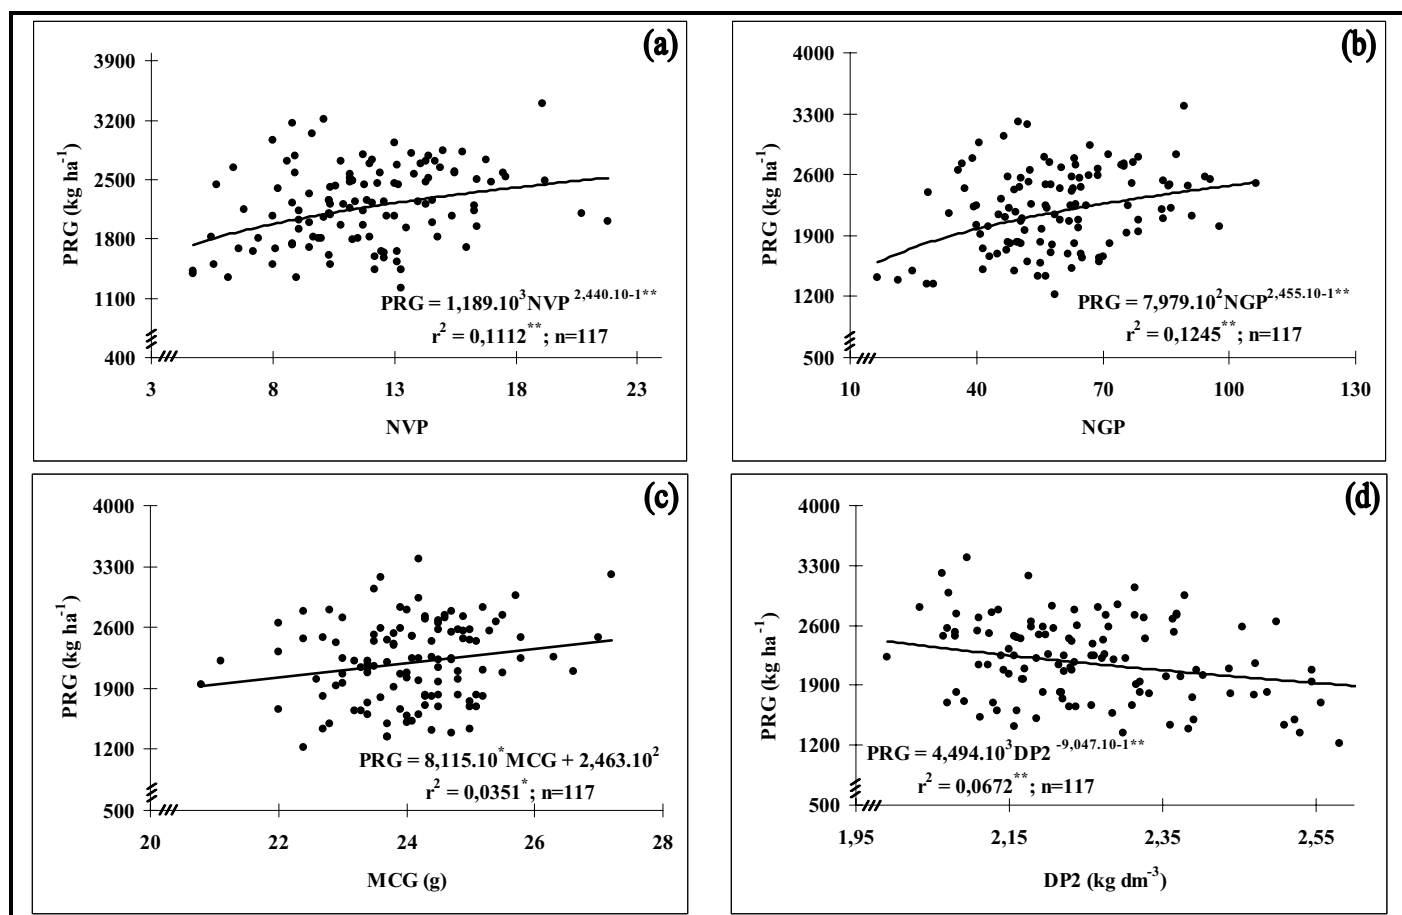 (a)
3900
3200
2500
1800
1100
400
PRG (kg ha⁻¹)
PRG = 1,189.10³NVP ²,⁴⁴⁰·¹⁰⁻¹**
r² = 0,1112**; n=117
3 8 13 18 23
NVP
(b)
4000
3300
2600
1900
1200
500
PRG (kg ha⁻¹)
PRG = 7,979.10²NGP²,⁴⁵⁵·¹⁰⁻¹**
r² = 0,1245**; n=117
10 40 70 100 130
NGP
(c)
4000
3300
2600
1900
1200
500
PRG (kg ha⁻¹)
PRG = 8,115.10*MCG + 2,463.10²
r² = 0,0351*; n=117
20 22 24 26 28
MCG (g)
(d)
4000
3300
2600
1900
1200
500
PRG (kg ha⁻¹)
PRG = 4,494.10³DP2 ⁻⁹,⁰⁴⁷·¹⁰⁻¹**
r² = 0,0672**; n=117
1,95 2,15 2,35 2,55
DP2 (kg dm⁻³)